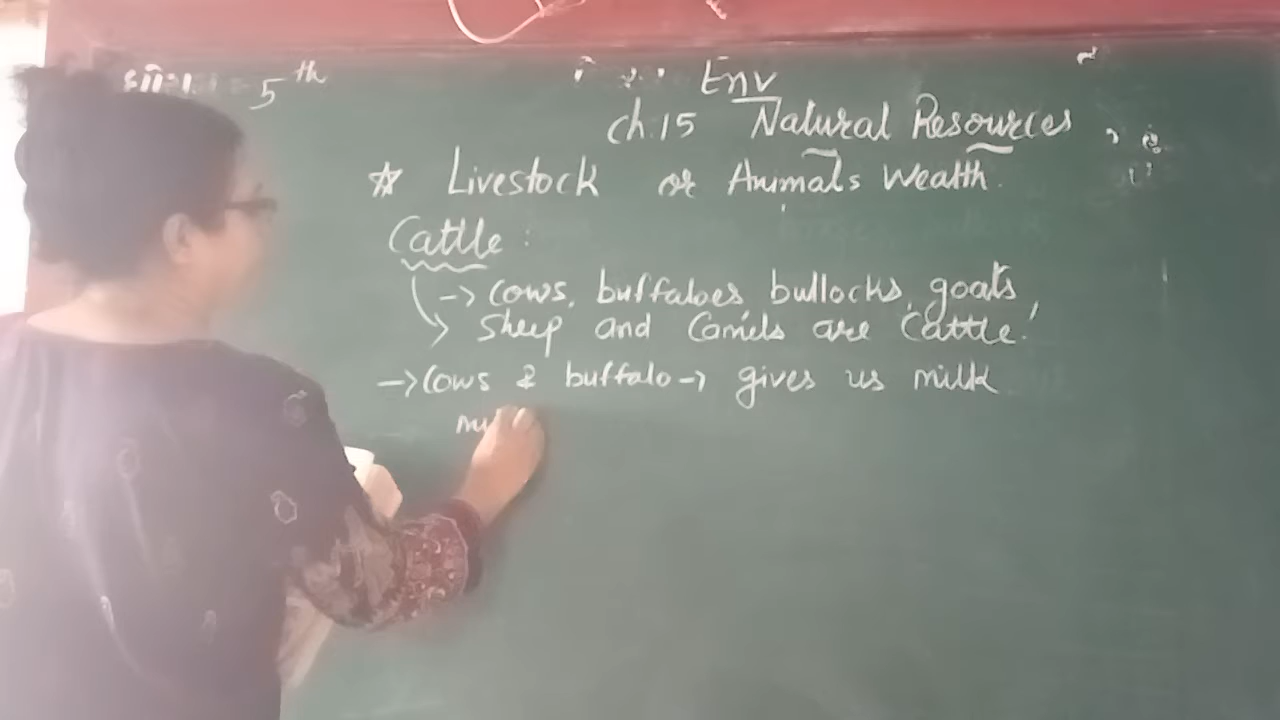 5th
Env
ch.15 Natural Resources
☆ Livestock or Animals Wealth.
Cattle :
-> Cows, buffaloes, bullocks, goats,
-> Sheep and Camels are Cattle.
-> Cows & buffalo -> gives us milk